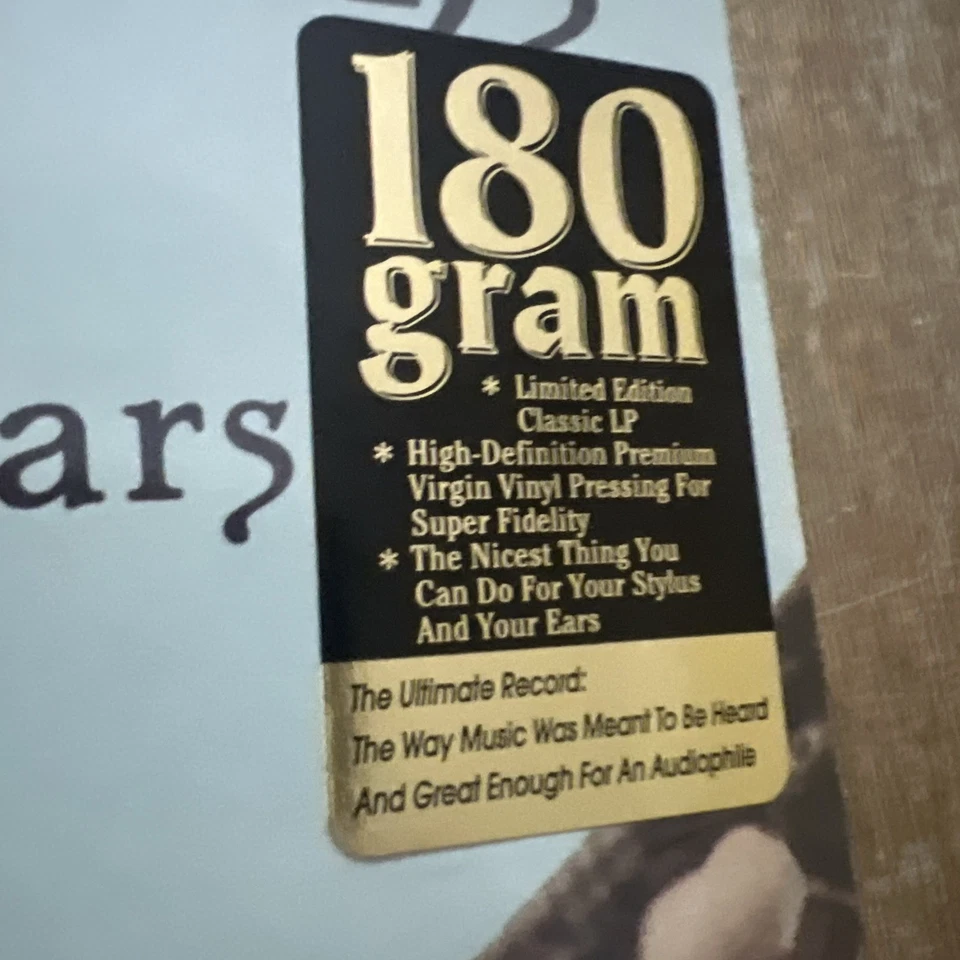 180
gram
* Limited Edition
Classic LP
* High-Definition Premium
Virgin Vinyl Pressing For
Super Fidelity
* The Nicest Thing You
Can Do For Your Stylus
And Your Ears
The Ultimate Record:
The Way Music Was Meant To Be Heard
And Great Enough For An Audiophile
ars